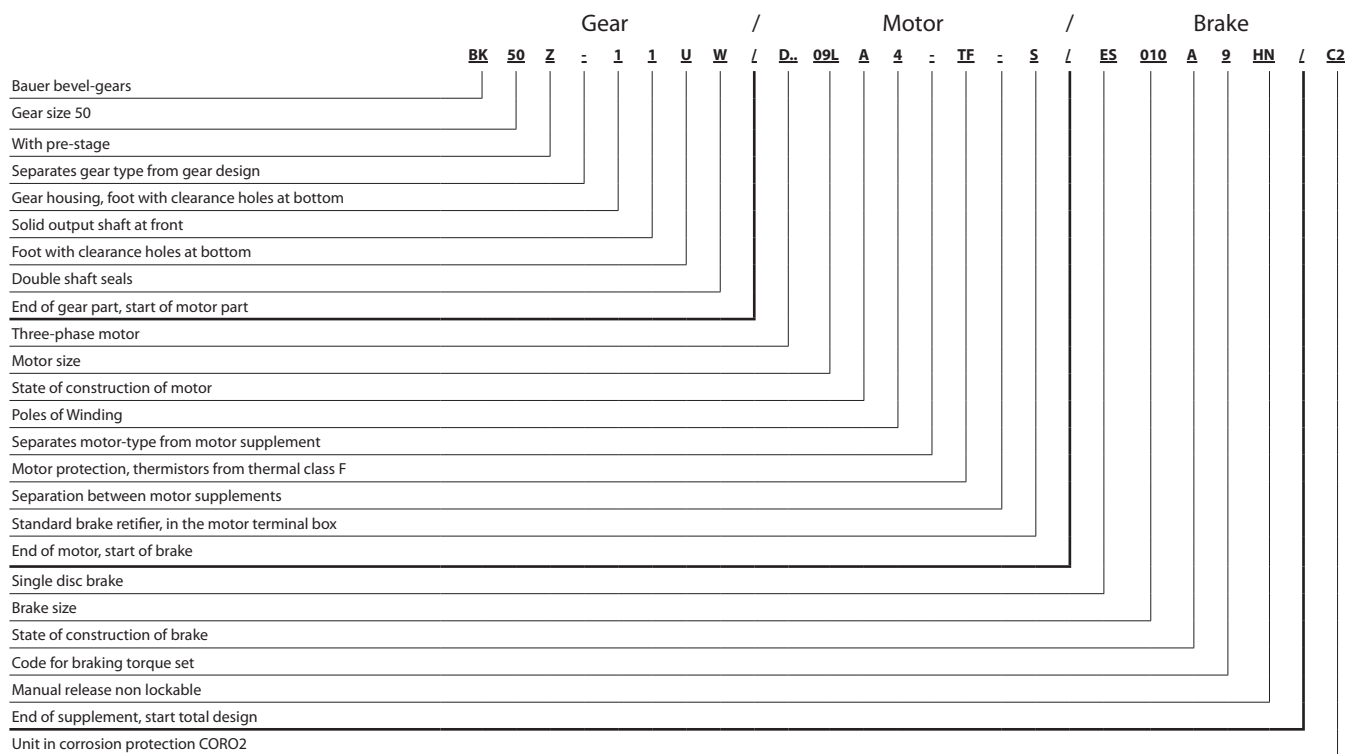 Gear / Motor / Brake
BK 50 Z - 1 1 U W / D.. 09L A 4 - TF - S / ES 010 A 9 HN / C2
Bauer bevel-gears
Gear size 50
With pre-stage
Separates gear type from gear design
Gear housing, foot with clearance holes at bottom
Solid output shaft at front
Foot with clearance holes at bottom
Double shaft seals
End of gear part, start of motor part
Three-phase motor
Motor size
State of construction of motor
Poles of Winding
Separates motor-type from motor supplement
Motor protection, thermistors from thermal class F
Separation between motor supplements
Standard brake retifier, in the motor terminal box
End of motor, start of brake
Single disc brake
Brake size
State of construction of brake
Code for braking torque set
Manual release non lockable
End of supplement, start total design
Unit in corrosion protection CORO2